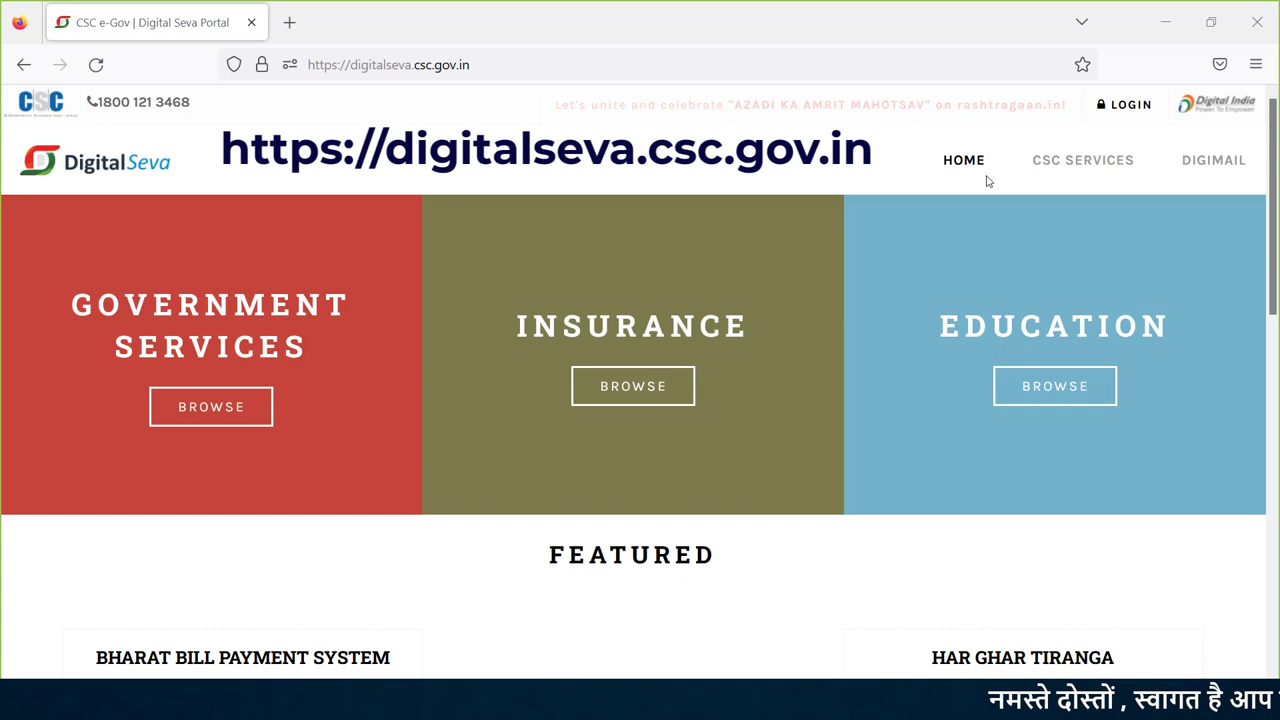 CSC e-Gov | Digital Seva Portal
https://digitalseva.csc.gov.in
CSC
1800 121 3468
Let's unite and celebrate "AZADI KA AMRIT MAHOTSAV" on rashtragaan.in!
LOGIN
Digital India
Power To Empower
DigitalSeva
https://digitalseva.csc.gov.in
HOME
CSC SERVICES
DIGIMAIL
GOVERNMENT
SERVICES
BROWSE
INSURANCE
BROWSE
EDUCATION
BROWSE
FEATURED
BHARAT BILL PAYMENT SYSTEM
HAR GHAR TIRANGA
नमस्ते दोस्तों , स्वागत है आप